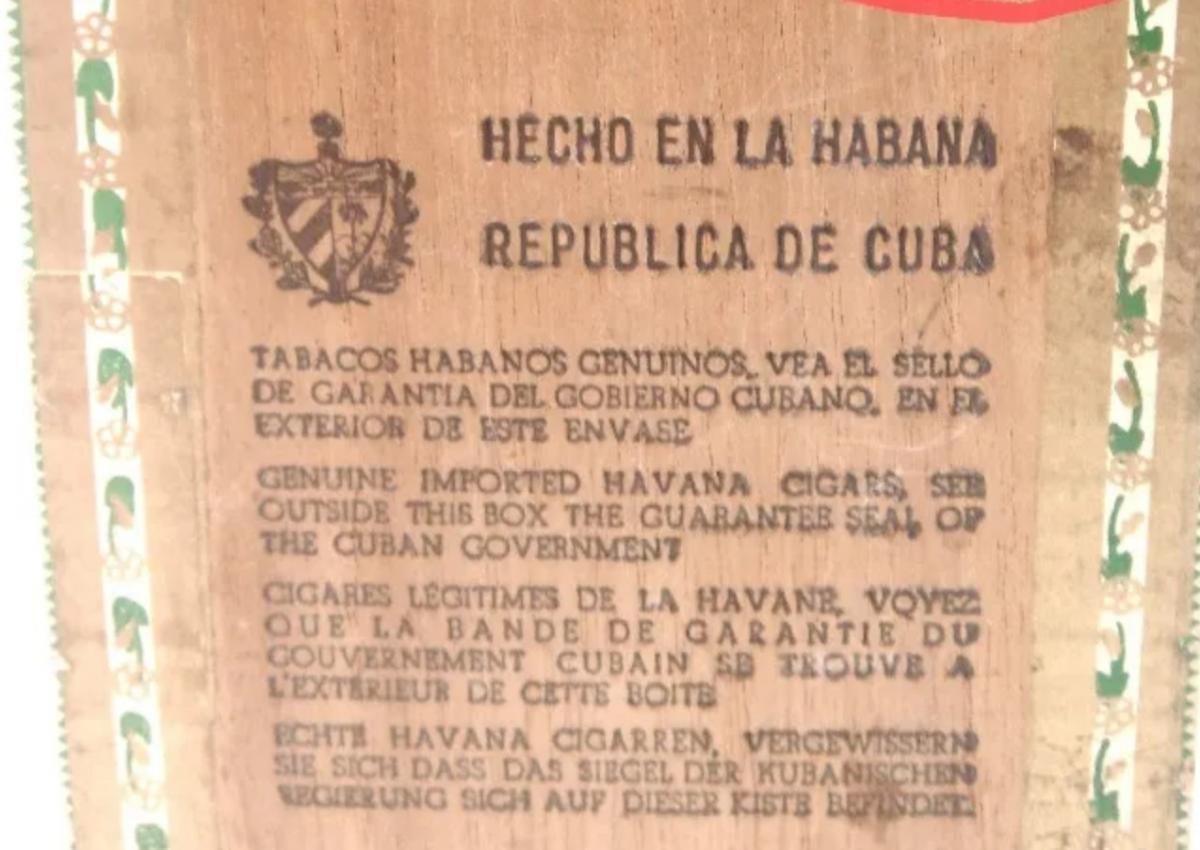 HECHO EN LA HABANA
REPUBLICA DE CUBA
TABACOS HABANOS GENUINOS, VEA EL SELLO
DE GARANTIA DEL GOBIERNO CUBANO, EN EL
EXTERIOR DE ESTE ENVASE
GENUINE IMPORTED HAVANA CIGARS, SEE
OUTSIDE THIS BOX THE GUARANTEE SEAL OF
THE CUBAN GOVERNMENT
CIGARES LÉGITIMES DE LA HAVANE, VOYEZ
QUE LA BANDE DE GARANTIE DU
GOUVERNEMENT CUBAIN SE TROUVE A
L'EXTÉRIEUR DE CETTE BOITE
ECHTE HAVANA CIGARREN, VERGEWISSERN
SIE SICH DASS DAS SIEGEL DER KUBANISCHEN
REGIERUNG SICH AUF DIESER KISTE BEFINDET.